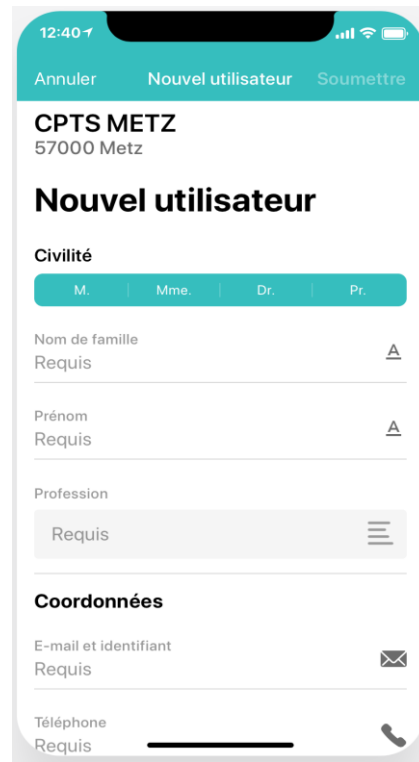 12:40
Annuler Nouvel utilisateur Soumettre
CPTS METZ
57000 Metz
Nouvel utilisateur
Civilité
M. Mme. Dr. Pr.
Nom de famille
Requis
A
Prénom
Requis
A
Profession
Requis
Coordonnées
E-mail et identifiant
Requis
Téléphone
Requis